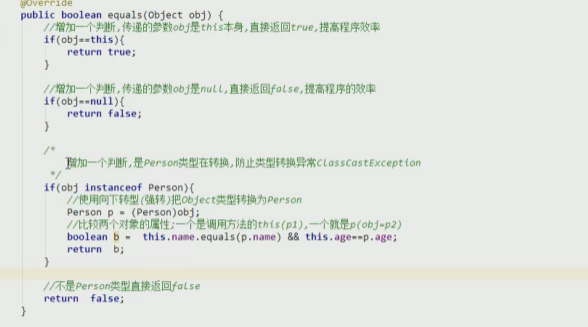 @Override
public boolean equals(Object obj) {
//增加一个判断,传递的参数obj是this本身,直接返回true,提高程序效率
if(obj==this){
return true;
}
//增加一个判断,传递的参数obj是null,直接返回false,提高程序的效率
if(obj==null){
return false;
}
/*
增加一个判断,是Person类型在转换,防止类型转换异常ClassCastException
*/
if(obj instanceof Person){
//使用向下转型(强转)把Object类型转换为Person
Person p = (Person)obj;
//比较两个对象的属性;一个是调用方法的this(p1),一个就是p(obj=p2)
boolean b = this.name.equals(p.name) && this.age==p.age;
return b;
}
//不是Person类型直接返回false
return false;
}